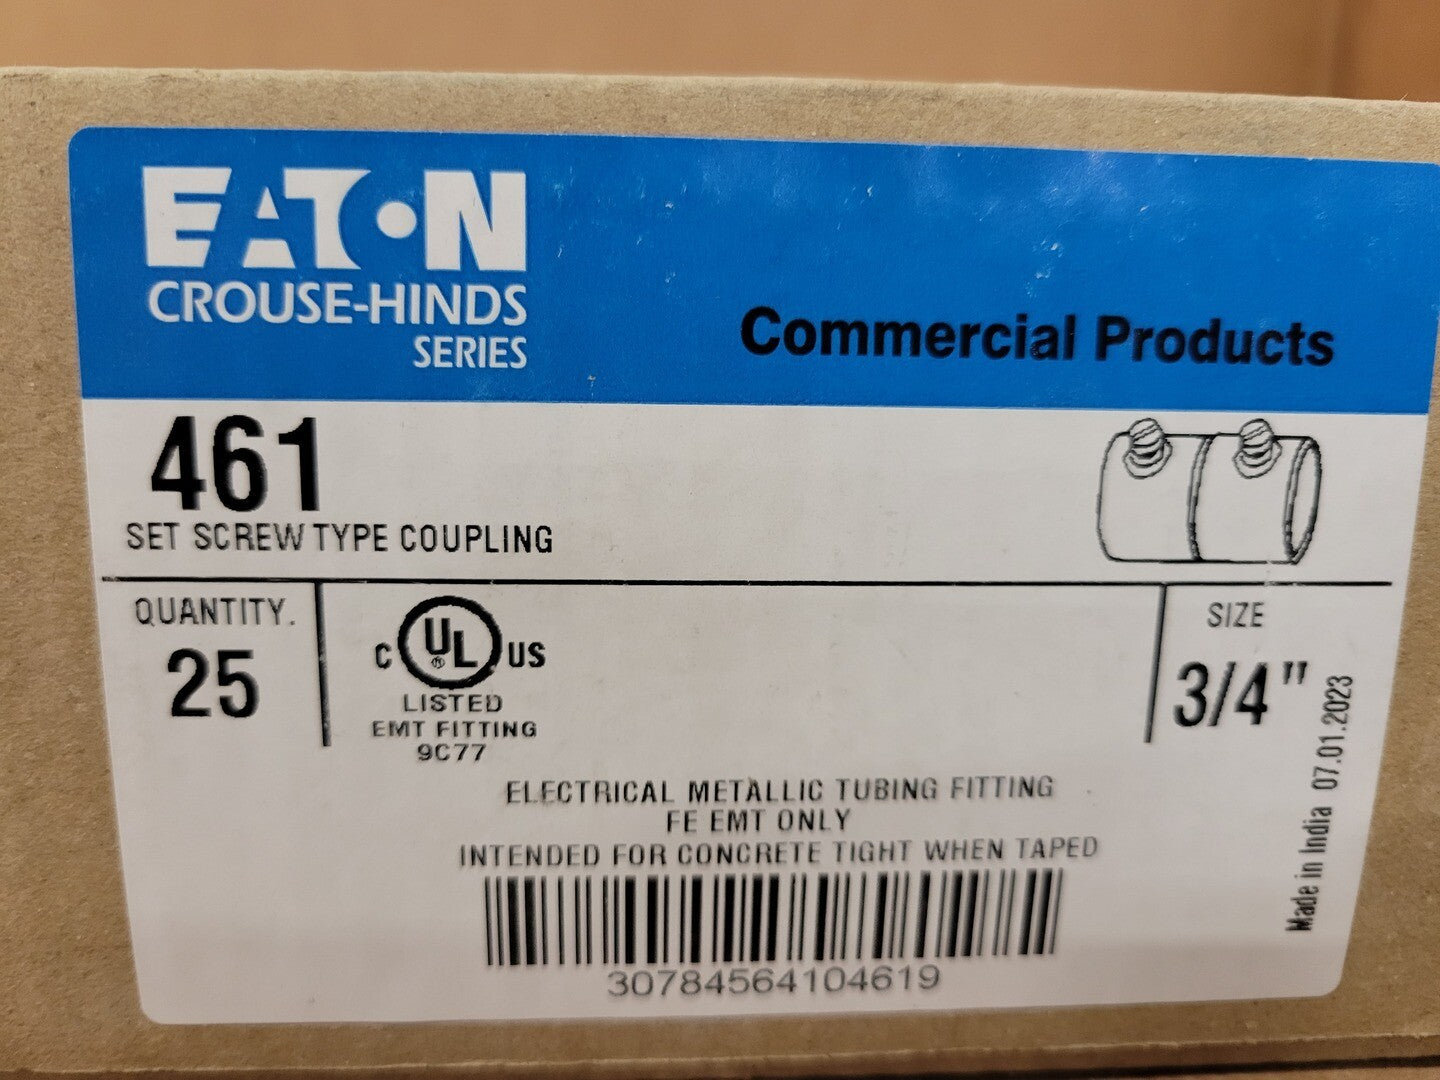 EATON
CROUSE-HINDS
SERIES
Commercial Products
461
SET SCREW TYPE COUPLING
QUANTITY.
25
C UL ® US
LISTED
EMT FITTING
9C77
SIZE
3/4"
ELECTRICAL METALLIC TUBING FITTING
FE EMT ONLY
INTENDED FOR CONCRETE TIGHT WHEN TAPED
30784564104619
Made in India 07.01.2023